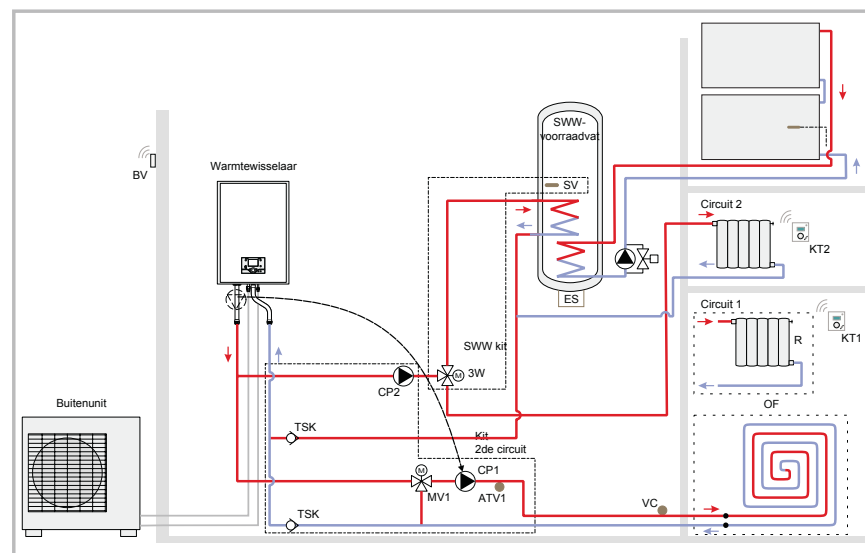 SWW-
voorraadvat
BV
Warmtewisselaar
SV
Circuit 2
KT2
ES
Circuit 1
R
KT1
SWW kit
M
3W
CP2
OF
Buitenunit
TSK
Kit
2de circuit
M
CP1
MV1
ATV1
VC
TSK